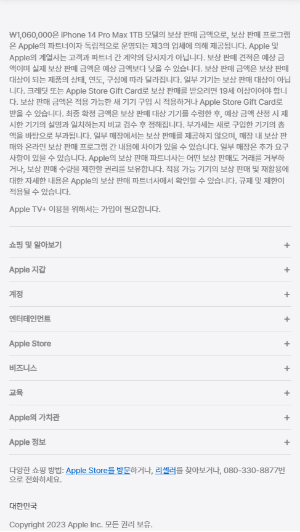 ₩1,060,000은 iPhone 14 Pro Max 1TB 모델의 보상 판매 금액으로, 보상 판매 프로그램
은 Apple의 파트너이자 독립적으로 운영되는 제3의 업체에 의해 제공됩니다. Apple 및
Apple의 계열사는 고객과 파트너 간 계약의 당사자가 아닙니다. 보상 판매 견적은 예상 금
액이며 실제 보상 판매 금액은 예상 금액보다 낮을 수 있습니다. 보상 판매 금액은 보상 판매
대상이 되는 제품의 상태, 연도, 구성에 따라 달라집니다. 일부 기기는 보상 판매 대상이 아닙
니다. 크레딧 또는 Apple Store Gift Card로 보상 판매를 받으려면 19세 이상이어야 합니
다. 보상 판매 금액은 적용 가능한 새 기기 구입 시 적용하거나 Apple Store Gift Card로
받을 수 있습니다. 최종 확정 금액은 보상 판매 대상 기기를 수령한 후, 예상 금액 산정 시 제
시한 기기의 설명과 일치하는지 비교 검수 후 정해집니다. 부가세는 새로 구입한 기기의 총
액을 바탕으로 부과됩니다. 일부 매장에서는 보상 판매를 제공하지 않으며, 매장 내 보상 판
매와 온라인 보상 판매 프로그램 간 내용에 차이가 있을 수 있습니다. 일부 매장은 추가 요구
사항이 있을 수 있습니다. Apple의 보상 판매 파트너사는 어떤 보상 판매도 거래를 거부하
거나, 보상 판매 수량을 제한할 권리를 보유합니다. 적용 가능 기기의 보상 판매 및 재활용에
대한 자세한 내용은 Apple의 보상 판매 파트너사에서 확인할 수 있습니다. 규제 및 제한이
적용될 수 있습니다.
Apple TV+ 이용을 위해서는 가입이 필요합니다.
쇼핑 및 알아보기 +
Apple 지갑 +
계정 +
엔터테인먼트 +
Apple Store +
비즈니스 +
교육 +
Apple의 가치관 +
Apple 정보 +
다양한 쇼핑 방법: Apple Store를 방문하거나, 리셀러를 찾아보거나, 080-330-8877번
으로 전화하세요.
대한민국
Copyright 2023 Apple Inc. 모든 권리 보유.